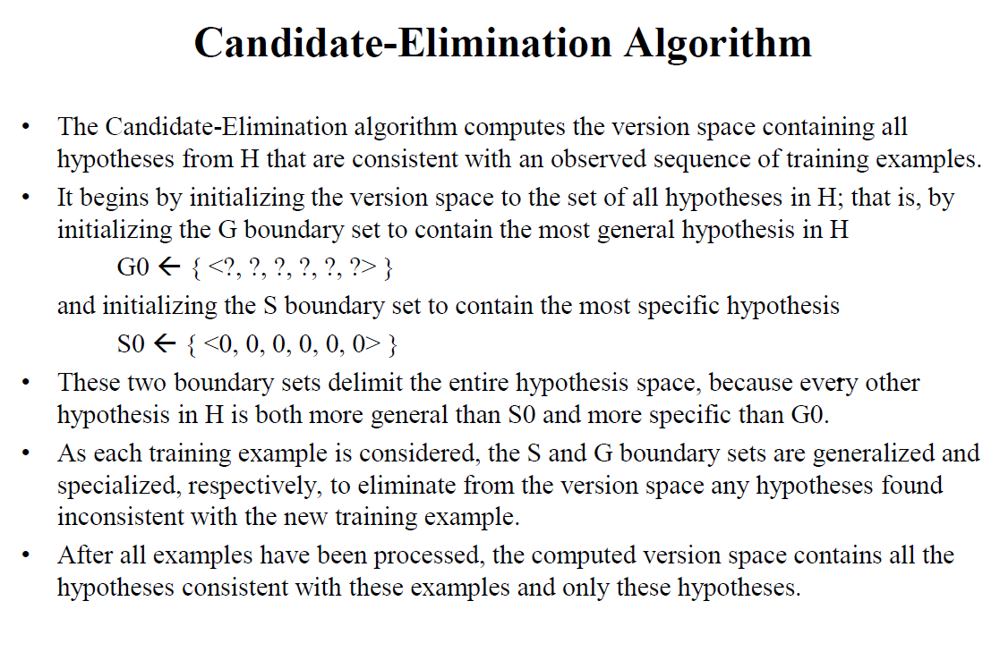 Candidate-Elimination Algorithm
• The Candidate-Elimination algorithm computes the version space containing all
hypotheses from H that are consistent with an observed sequence of training examples.
• It begins by initializing the version space to the set of all hypotheses in H; that is, by
initializing the G boundary set to contain the most general hypothesis in H
G0 ← { <?, ?, ?, ?, ?, ?> }
and initializing the S boundary set to contain the most specific hypothesis
S0 ← { <0, 0, 0, 0, 0, 0> }
• These two boundary sets delimit the entire hypothesis space, because every other
hypothesis in H is both more general than S0 and more specific than G0.
• As each training example is considered, the S and G boundary sets are generalized and
specialized, respectively, to eliminate from the version space any hypotheses found
inconsistent with the new training example.
• After all examples have been processed, the computed version space contains all the
hypotheses consistent with these examples and only these hypotheses.